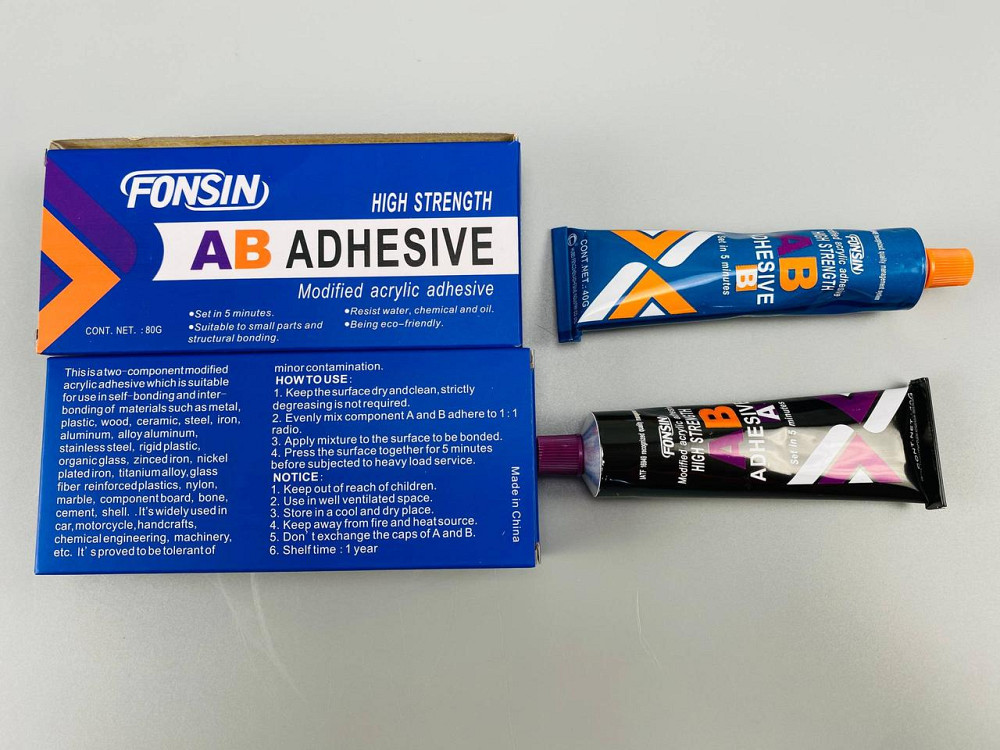 FONSIN
HIGH STRENGTH
AB ADHESIVE
Modified acrylic adhesive
CONT. NET. : 80G
●Set in 5 minutes.
●Suitable to small parts and
structural bonding.
●Resist water, chemical and oil.
●Being eco-friendly.
This is a two-component modified
acrylic adhesive which is suitable
for use in self-bonding and inter-
bonding of materials such as metal,
plastic, wood, ceramic, steel, iron,
aluminum, alloy aluminum,
stainless steel, rigid plastic,
organic glass, zinced iron, nickel
plated iron, titanium alloy, glass
fiber reinforced plastics, nylon,
marble, component board, bone,
cement, shell. .It's widely used in
car, motorcycle, handcrafts,
chemical engineering, machinery,
etc. It's proved to be tolerant of
minor contamination.
HOW TO USE :
1. Keep the surface dry and clean, strictly
degreasing is not required.
2. Evenly mix component A and B adhere to 1 : 1
radio.
3. Apply mixture to the surface to be bonded.
4. Press the surface together for 5 minutes
before subjected to heavy load service.
NOTICE :
1. Keep out of reach of children.
2. Use in well ventilated space.
3. Store in a cool and dry place.
4. Keep away from fire and heat source.
5. Don't exchange the caps of A and B.
6. Shelf time : 1 year
Made in China
FONSIN
HIGH STRENGTH
AB
ADHESIVE
B
Set in 5 minutes
CONT. NET.: 40G
FONSIN
Modified acrylic
HIGH STRENGTH
AB
ADHESIVE
A
Set in 5 minutes